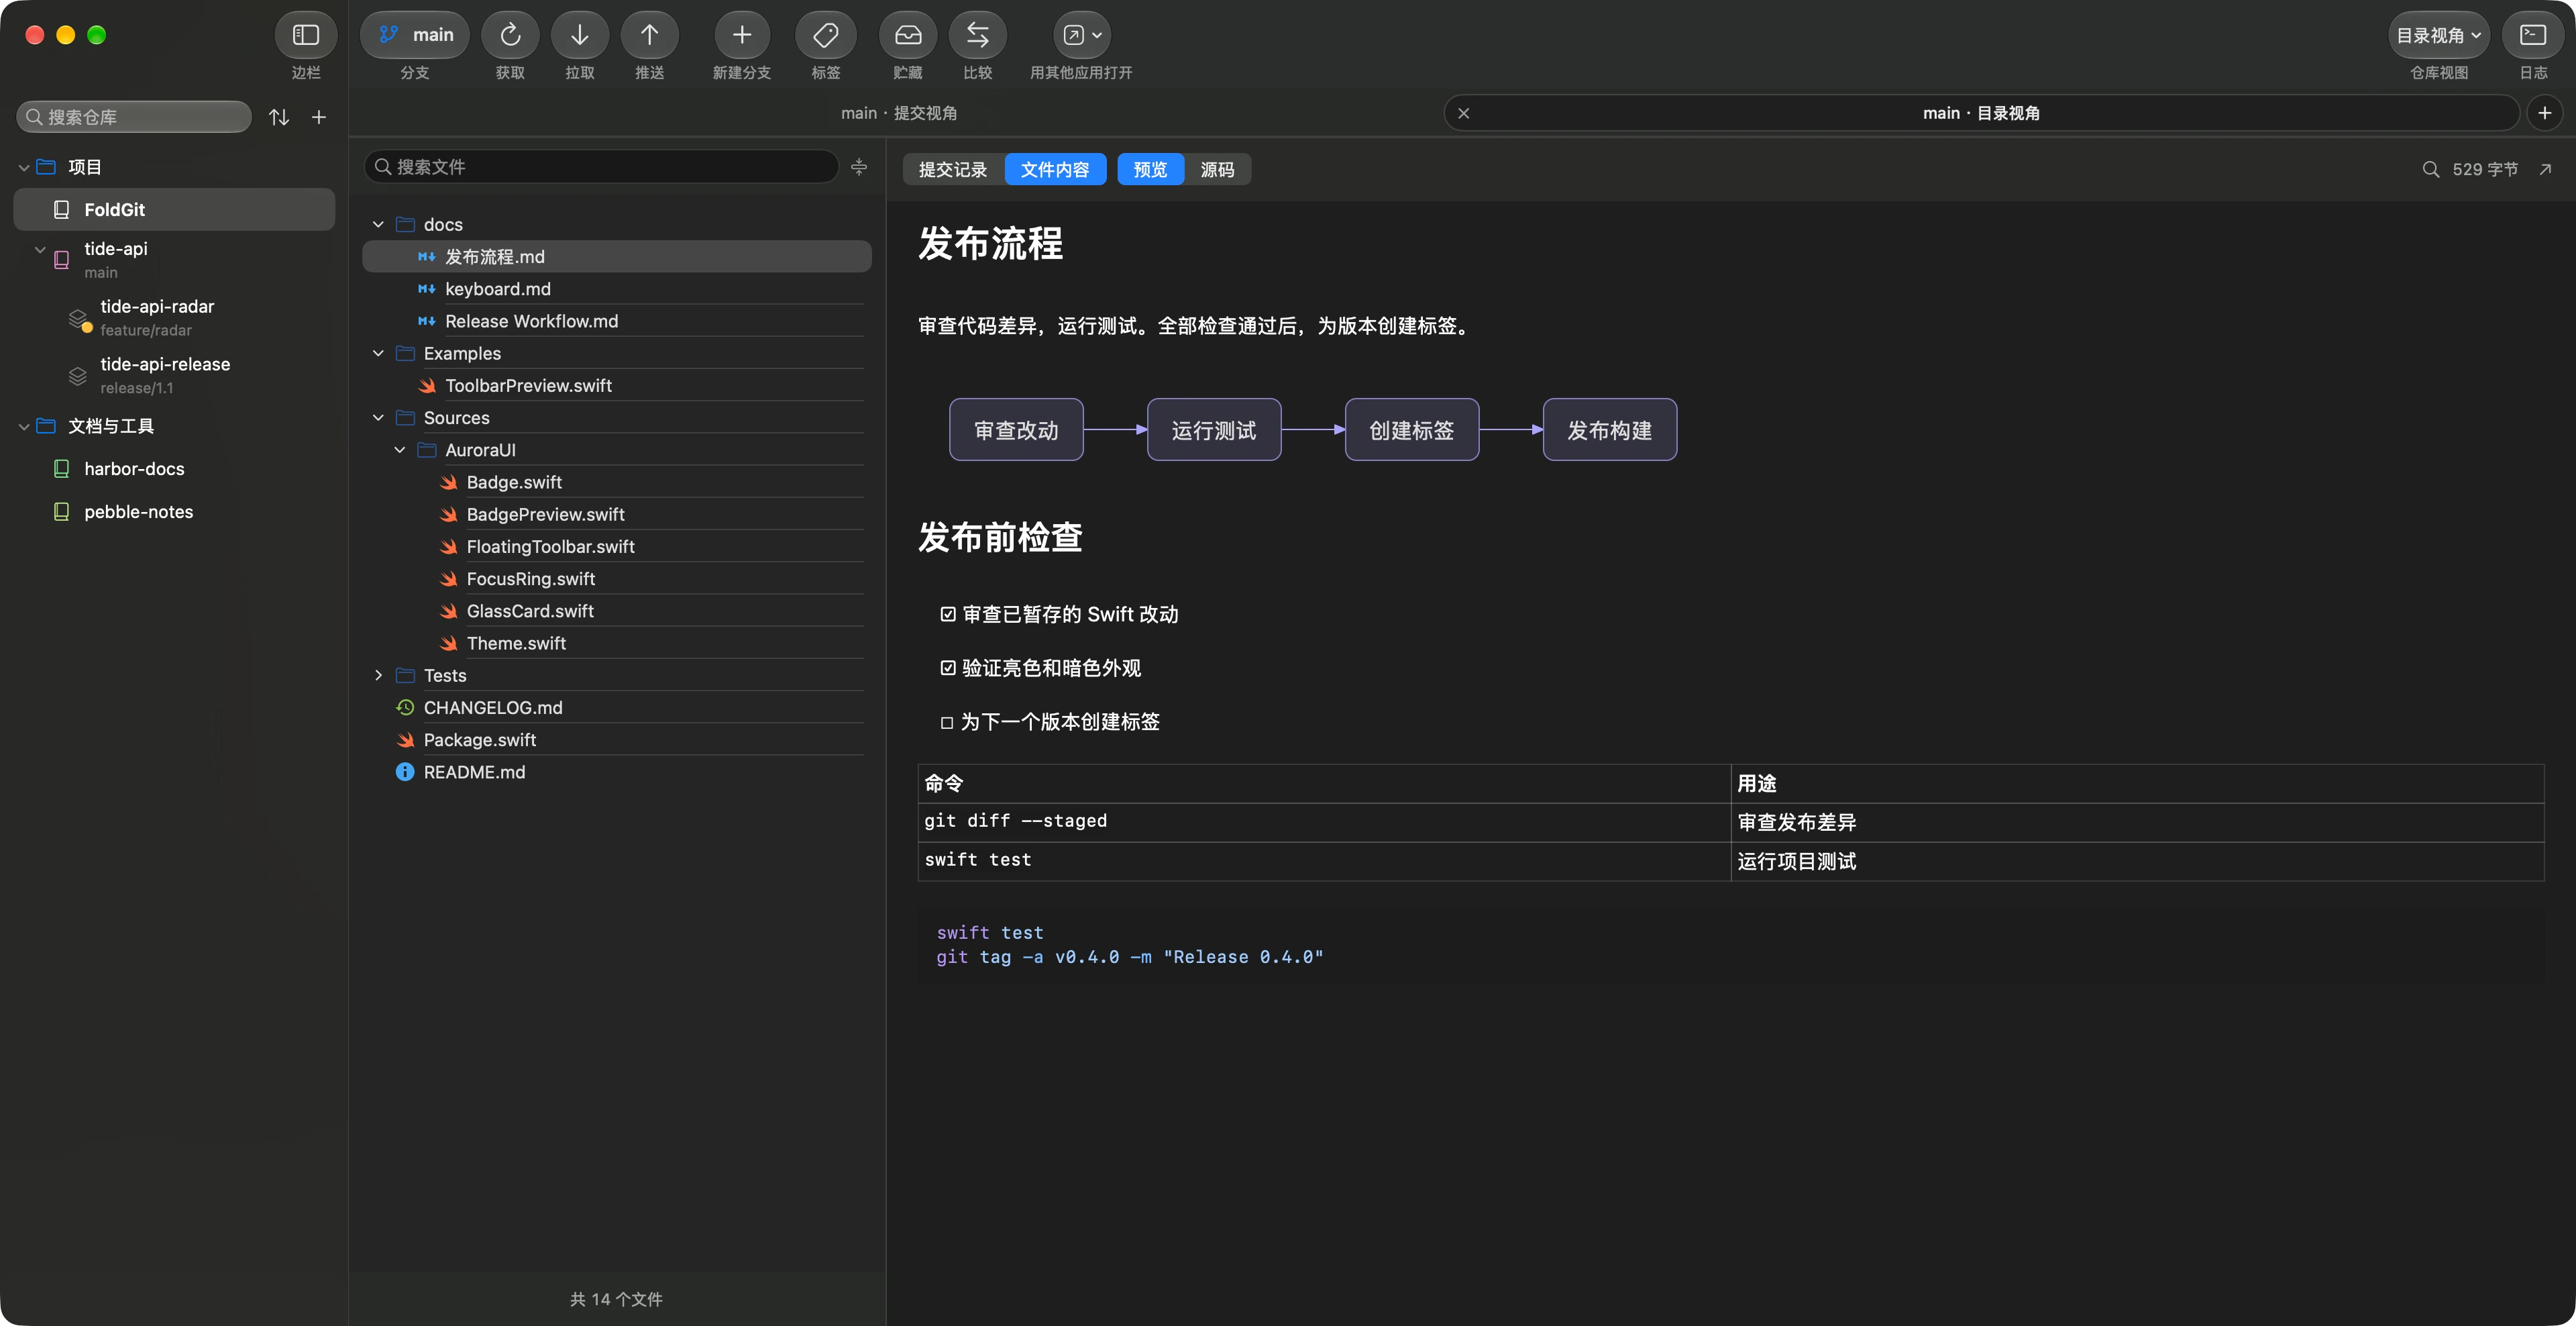 main
边栏
分支
获取
拉取
推送
新建分支
标签
贮藏
比较
用其他应用打开
目录视角
仓库视图
日志
搜索仓库
main · 提交视角
main · 目录视角
项目
FoldGit
tide-api
main
tide-api-radar
feature/radar
tide-api-release
release/1.1
文档与工具
harbor-docs
pebble-notes
搜索文件
docs
发布流程.md
keyboard.md
Release Workflow.md
Examples
ToolbarPreview.swift
Sources
AuroraUI
Badge.swift
BadgePreview.swift
FloatingToolbar.swift
FocusRing.swift
GlassCard.swift
Theme.swift
Tests
CHANGELOG.md
Package.swift
README.md
共 14 个文件
提交记录 文件内容 预览 源码
529 字节
发布流程
审查代码差异，运行测试。全部检查通过后，为版本创建标签。
审查改动 运行测试 创建标签 发布构建
发布前检查
审查已暂存的 Swift 改动
验证亮色和暗色外观
为下一个版本创建标签
命令 用途
git diff --staged 审查发布差异
swift test 运行项目测试
swift test
git tag -a v0.4.0 -m "Release 0.4.0"